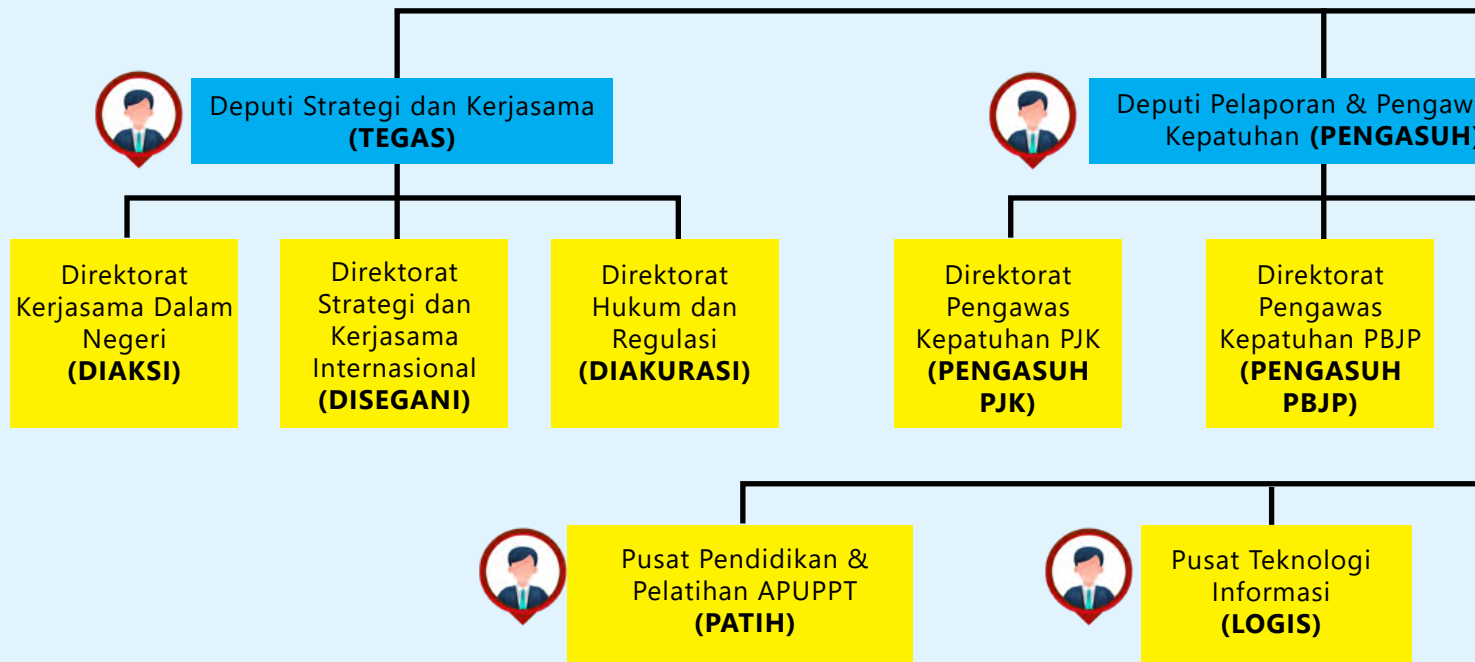 Deputi Strategi dan Kerjasama
(TEGAS)
Deputi Pelaporan &
Kepatuhan (PENGASUH)
Direktorat
Kerjasama Dalam
Negeri
(DIAKSI)
Direktorat
Strategi dan
Kerjasama
Internasional
(DISEGANI)
Direktorat
Hukum dan
Regulasi
(DIAKURASI)
Direktorat
Pengawas
Kepatuhan PJK
(PENGASUH
PJK)
Direktorat
Pengawas
Kepatuhan PBJP
(PENGASUH
PBJP)
Pusat Pendidikan &
Pelatihan APUPPT
(PATIH)
Pusat Teknologi
Informasi
(LOGIS)